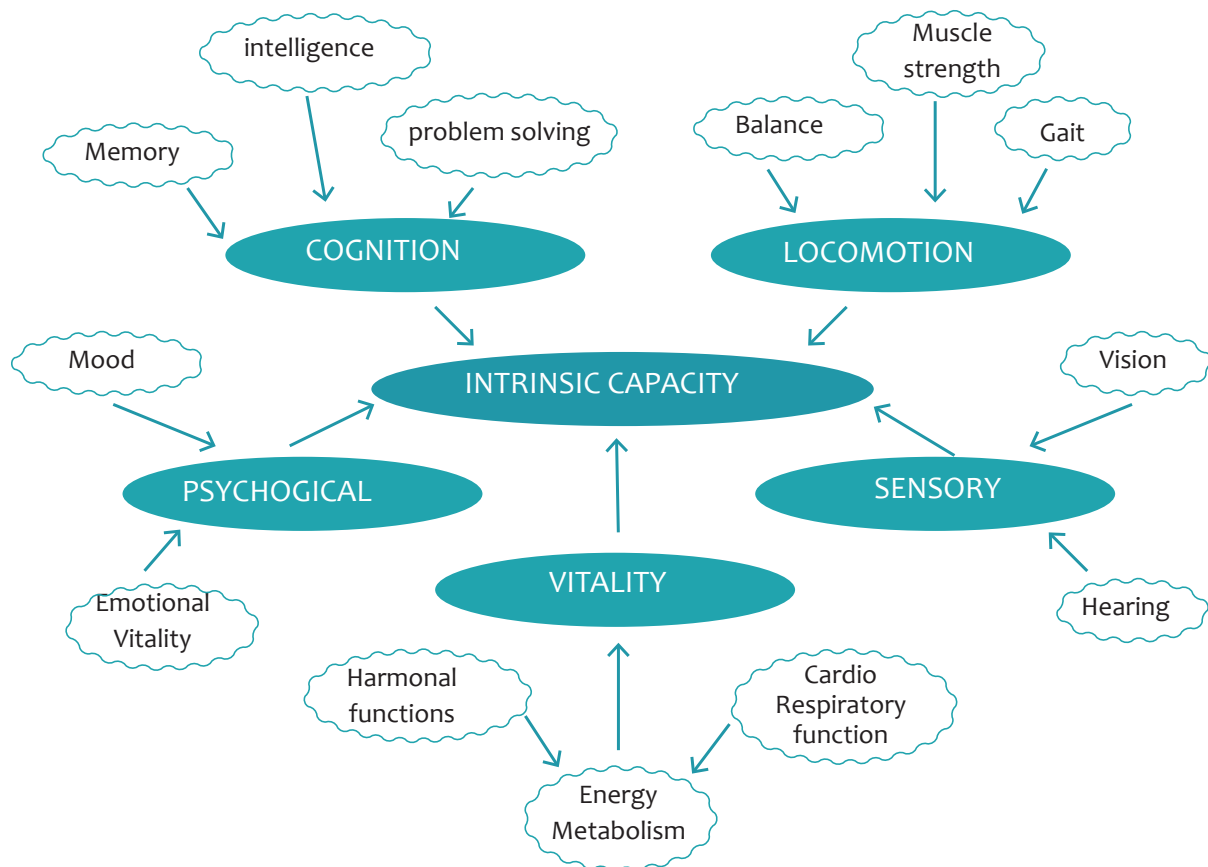 intelligence
Muscle
strength
problem solving
Balance
Gait
Memory
COGNITION
LOCOMOTION
Mood
INTRINSIC CAPACITY
Vision
PSYCHOGICAL
SENSORY
VITALITY
Emotional
Vitality
Hearing
Harmonal
functions
Cardio
Respiratory
function
Energy
Metabolism